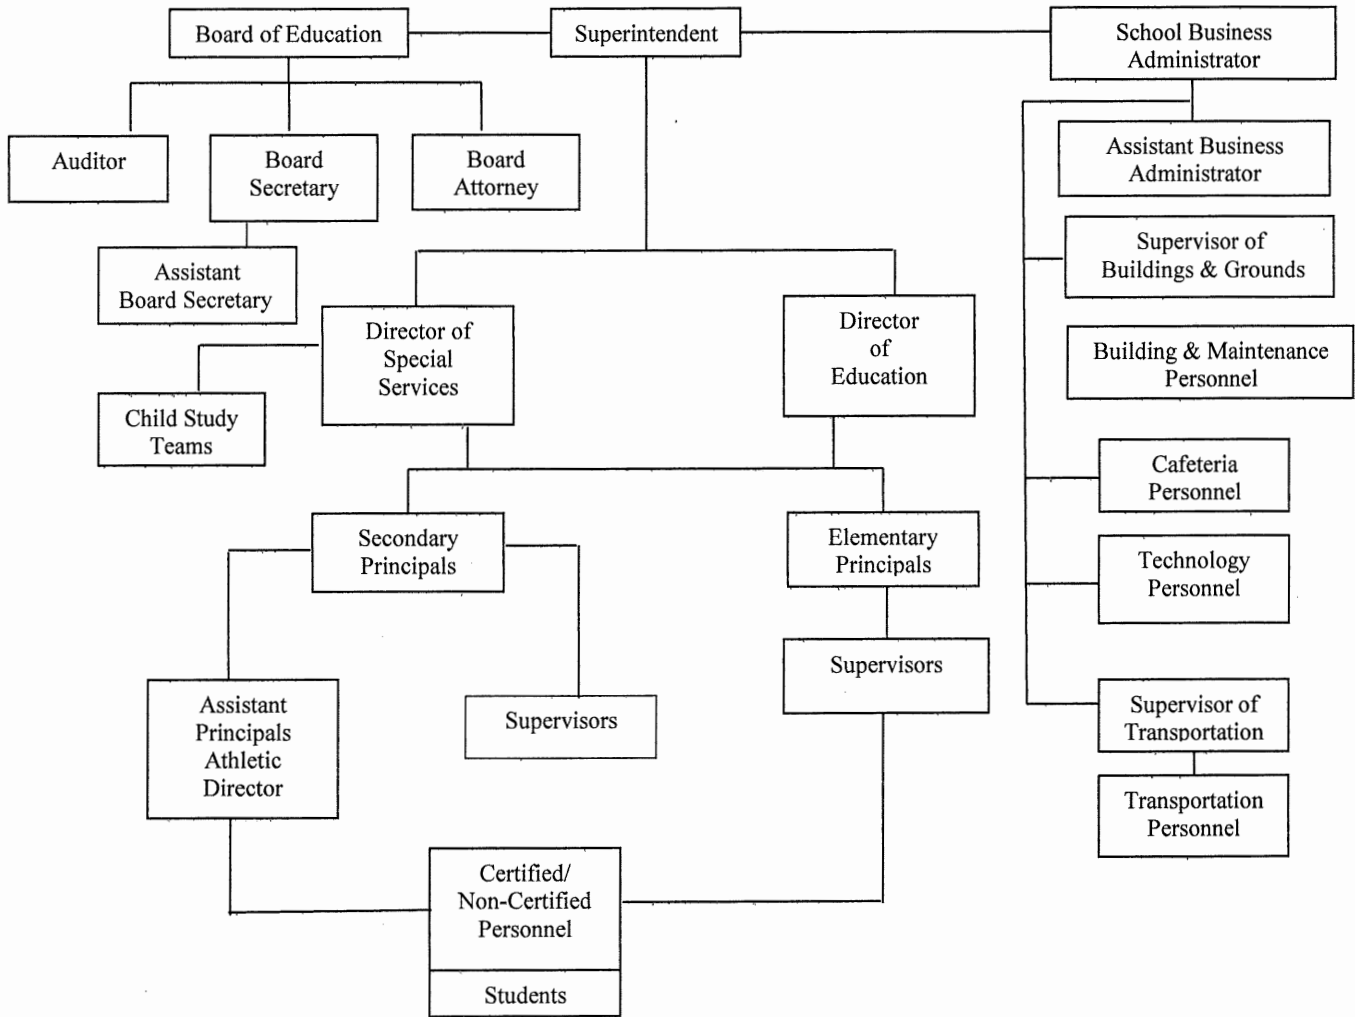 Board of Education
Superintendent
School Business
Administrator
Auditor
Board
Secretary
Board
Attorney
Assistant Business
Administrator
Assistant
Board Secretary
Supervisor of
Buildings & Grounds
Director of
Special
Services
Director
of
Education
Building & Maintenance
Personnel
Child Study
Teams
Cafeteria
Personnel
Secondary
Principals
Elementary
Principals
Technology
Personnel
Assistant
Principals
Athletic
Director
Supervisors
Supervisors
Supervisor of
Transportation
Transportation
Personnel
Certified/
Non-Certified
Personnel
Students